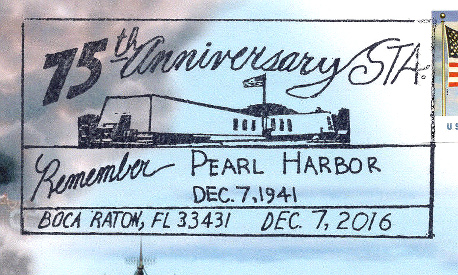 75th Anniversary STA.
Remember PEARL HARBOR
DEC. 7, 1941
BOCA RATON, FL 33431 DEC. 7, 2016
U S